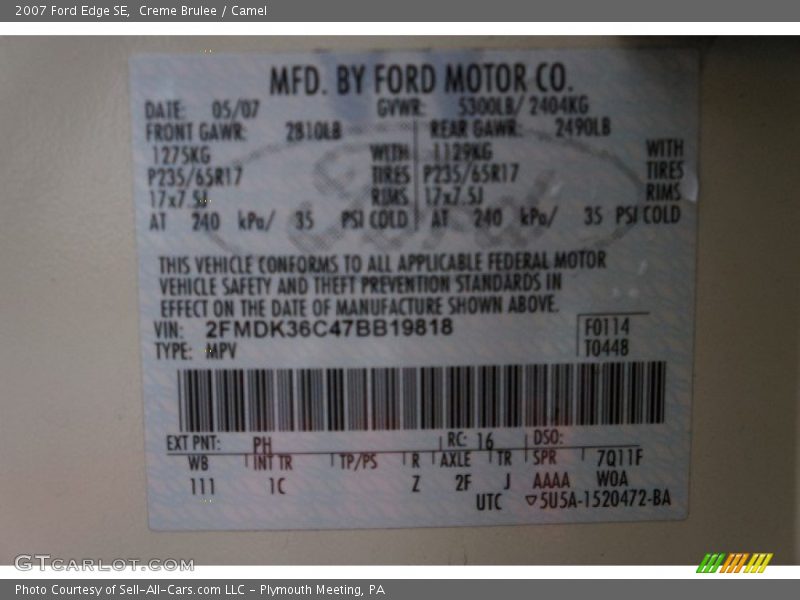 2007 Ford Edge SE, Creme Brulee / Camel
MFD. BY FORD MOTOR CO.
DATE: 05/07 GVWR: 5300LB/ 2404KG
FRONT GAWR: 2810LB REAR GAWR: 2490LB
1275KG WITH 1129KG WITH
P235/65R17 TIRES P235/65R17 TIRES
17x7.5J RIMS 17x7.5J RIMS
AT 240 kPa/ 35 PSI COLD AT 240 kPa/ 35 PSI COLD
THIS VEHICLE CONFORMS TO ALL APPLICABLE FEDERAL MOTOR
VEHICLE SAFETY AND THEFT PREVENTION STANDARDS IN
EFFECT ON THE DATE OF MANUFACTURE SHOWN ABOVE.
VIN: 2FMDK36C47BB19818 F0114
TYPE: MPV T0448
EXT PNT: PH RC: 16 DSO:
WB INT TR TP/PS R AXLE TR SPR 7Q11F
111 1C Z 2F J AAAA WOA
UTC ▽5U5A-1520472-BA
GTCARLOT.COM
Photo Courtesy of Sell-All-Cars.com LLC - Plymouth Meeting, PA